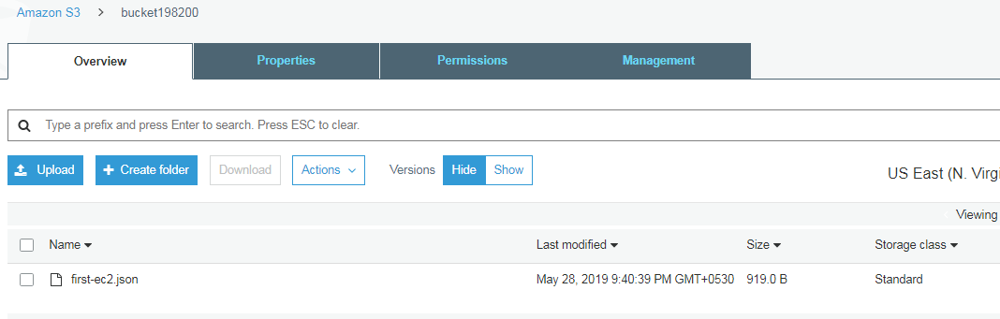 Amazon S3 > bucket198200
Overview Properties Permissions Management
Type a prefix and press Enter to search. Press ESC to clear.
Upload + Create folder Download Actions Versions Hide Show
US East (N. Virgi
Viewing
Name Last modified Size Storage class
first-ec2.json May 28, 2019 9:40:39 PM GMT+0530 919.0 B Standard